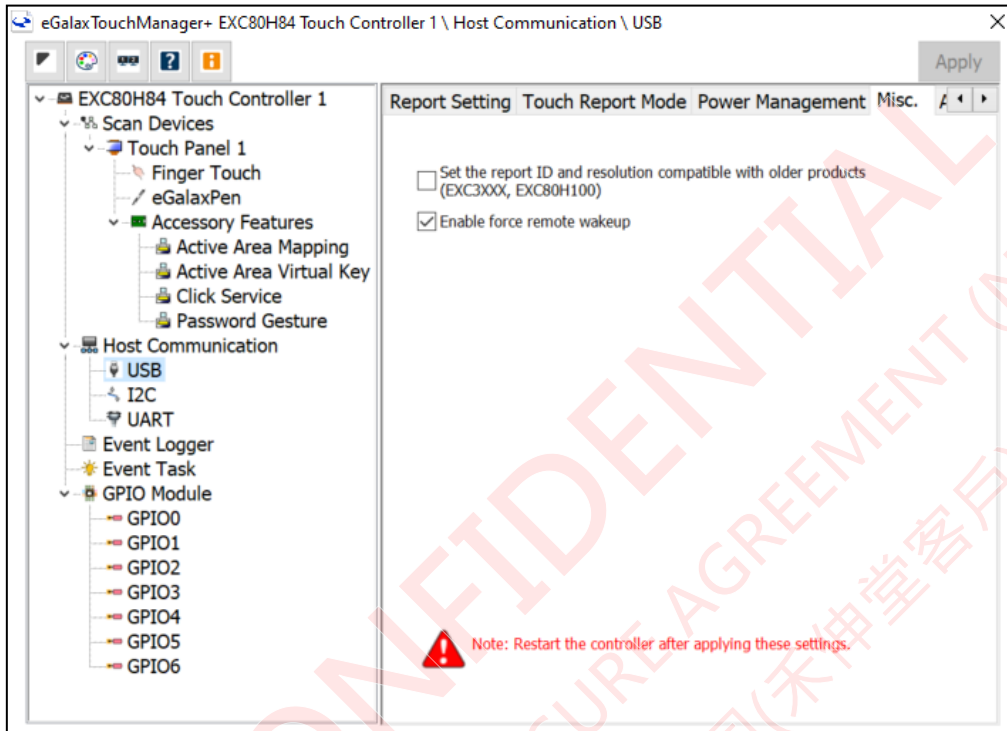 eGalaxTouchManager+ EXC80H84 Touch Controller 1 \ Host Communication \ USB
Apply
EXC80H84 Touch Controller 1
Scan Devices
Touch Panel 1
Finger Touch
eGalaxPen
Accessory Features
Active Area Mapping
Active Area Virtual Key
Click Service
Password Gesture
Host Communication
USB
I2C
UART
Event Logger
Event Task
GPIO Module
GPIO0
GPIO1
GPIO2
GPIO3
GPIO4
GPIO5
GPIO6
Report Setting Touch Report Mode Power Management Misc.
Set the report ID and resolution compatible with older products
(EXC3XXX, EXC80H100)
Enable force remote wakeup
Note: Restart the controller after applying these settings.
AGREEMENT